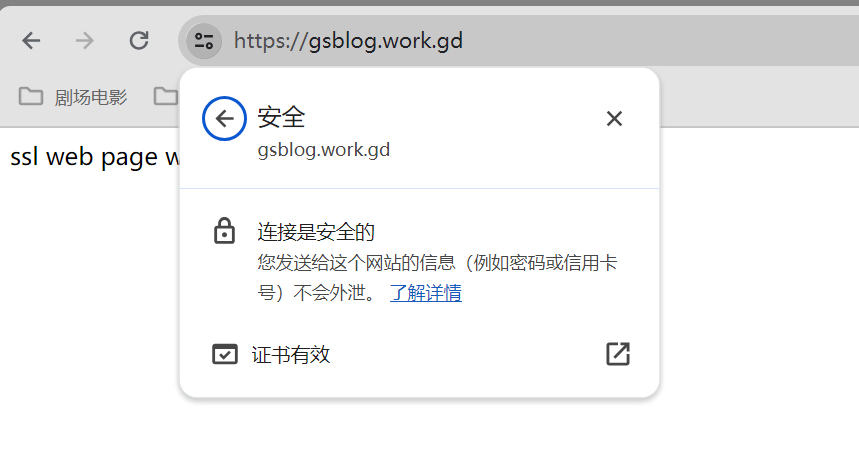 https://gsblog.work.gd
剧场电影
ssl web page w
安全
gsblog.work.gd
连接是安全的
您发送给这个网站的信息（例如密码或信用卡
号）不会外泄。 了解详情
证书有效